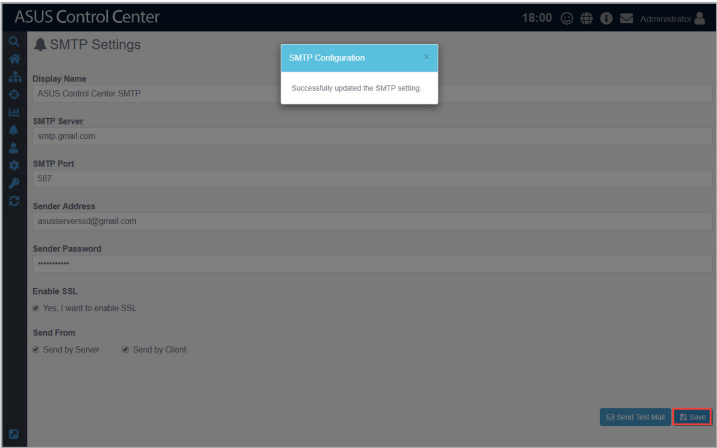 ASUS Control Center
18:00
Administrator
SMTP Settings
SMTP Configuration ×
Successfully updated the SMTP setting.
Display Name
ASUS Control Center SMTP
SMTP Server
smtp.gmail.com
SMTP Port
587
Sender Address
asusserverssd@gmail.com
Sender Password
•••••••••••
Enable SSL
Yes, I want to enable SSL.
Send From
Send by Server Send by Client
Send Test Mail Save